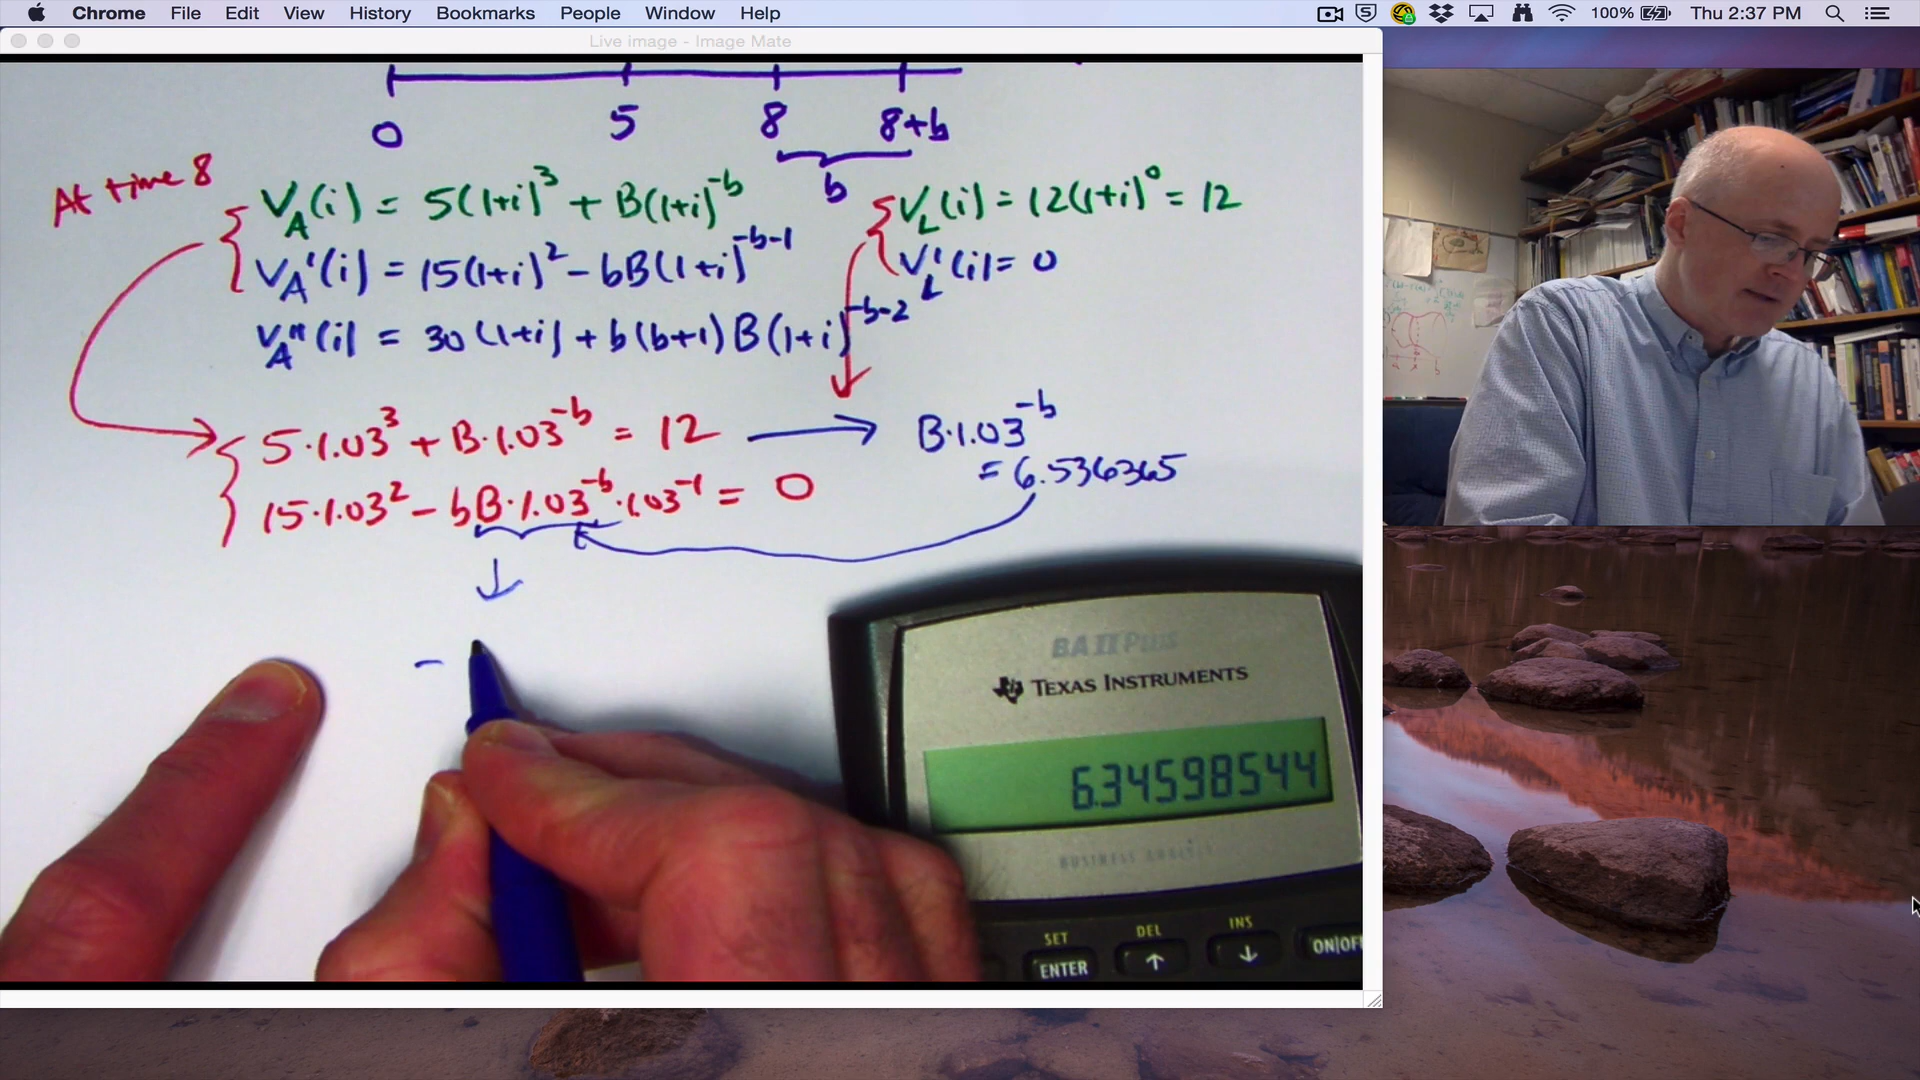 Chrome File Edit View History Bookmarks People Window Help 100% Thu 2:37 PM
Live image - Image Mate
0 5 8 8+b
b
At time 8
V_A(i) = 5(1+i)^3 + B(1+i)^-b
V_L(i) = 12(1+i)^0 = 12
V_A'(i) = 15(1+i)^2 - bB(1+i)^-b-1
V_L'(i) = 0
V_A''(i) = 30(1+i) + b(b+1)B(1+i)^-b-2
5·1.03^3 + B·1.03^-b = 12 → B·1.03^-b
= 6.536365
15·1.03^2 - bB·1.03^-b·1.03^-1 = 0
-
BA II Plus
TEXAS INSTRUMENTS
6.34598544
BUSINESS ANALYST
SET DEL INS
ENTER ↑ ↓ ON|OFF